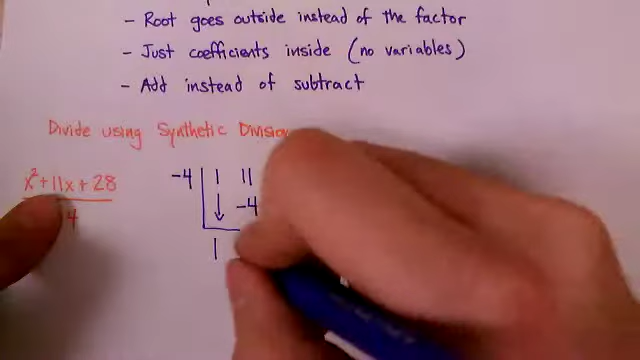 - Root goes outside instead of the factor
- Just coefficients inside (no variables)
- Add instead of subtract
Divide using Synthetic Division
x² + 11x + 28
4
-4 1 11
-4
1